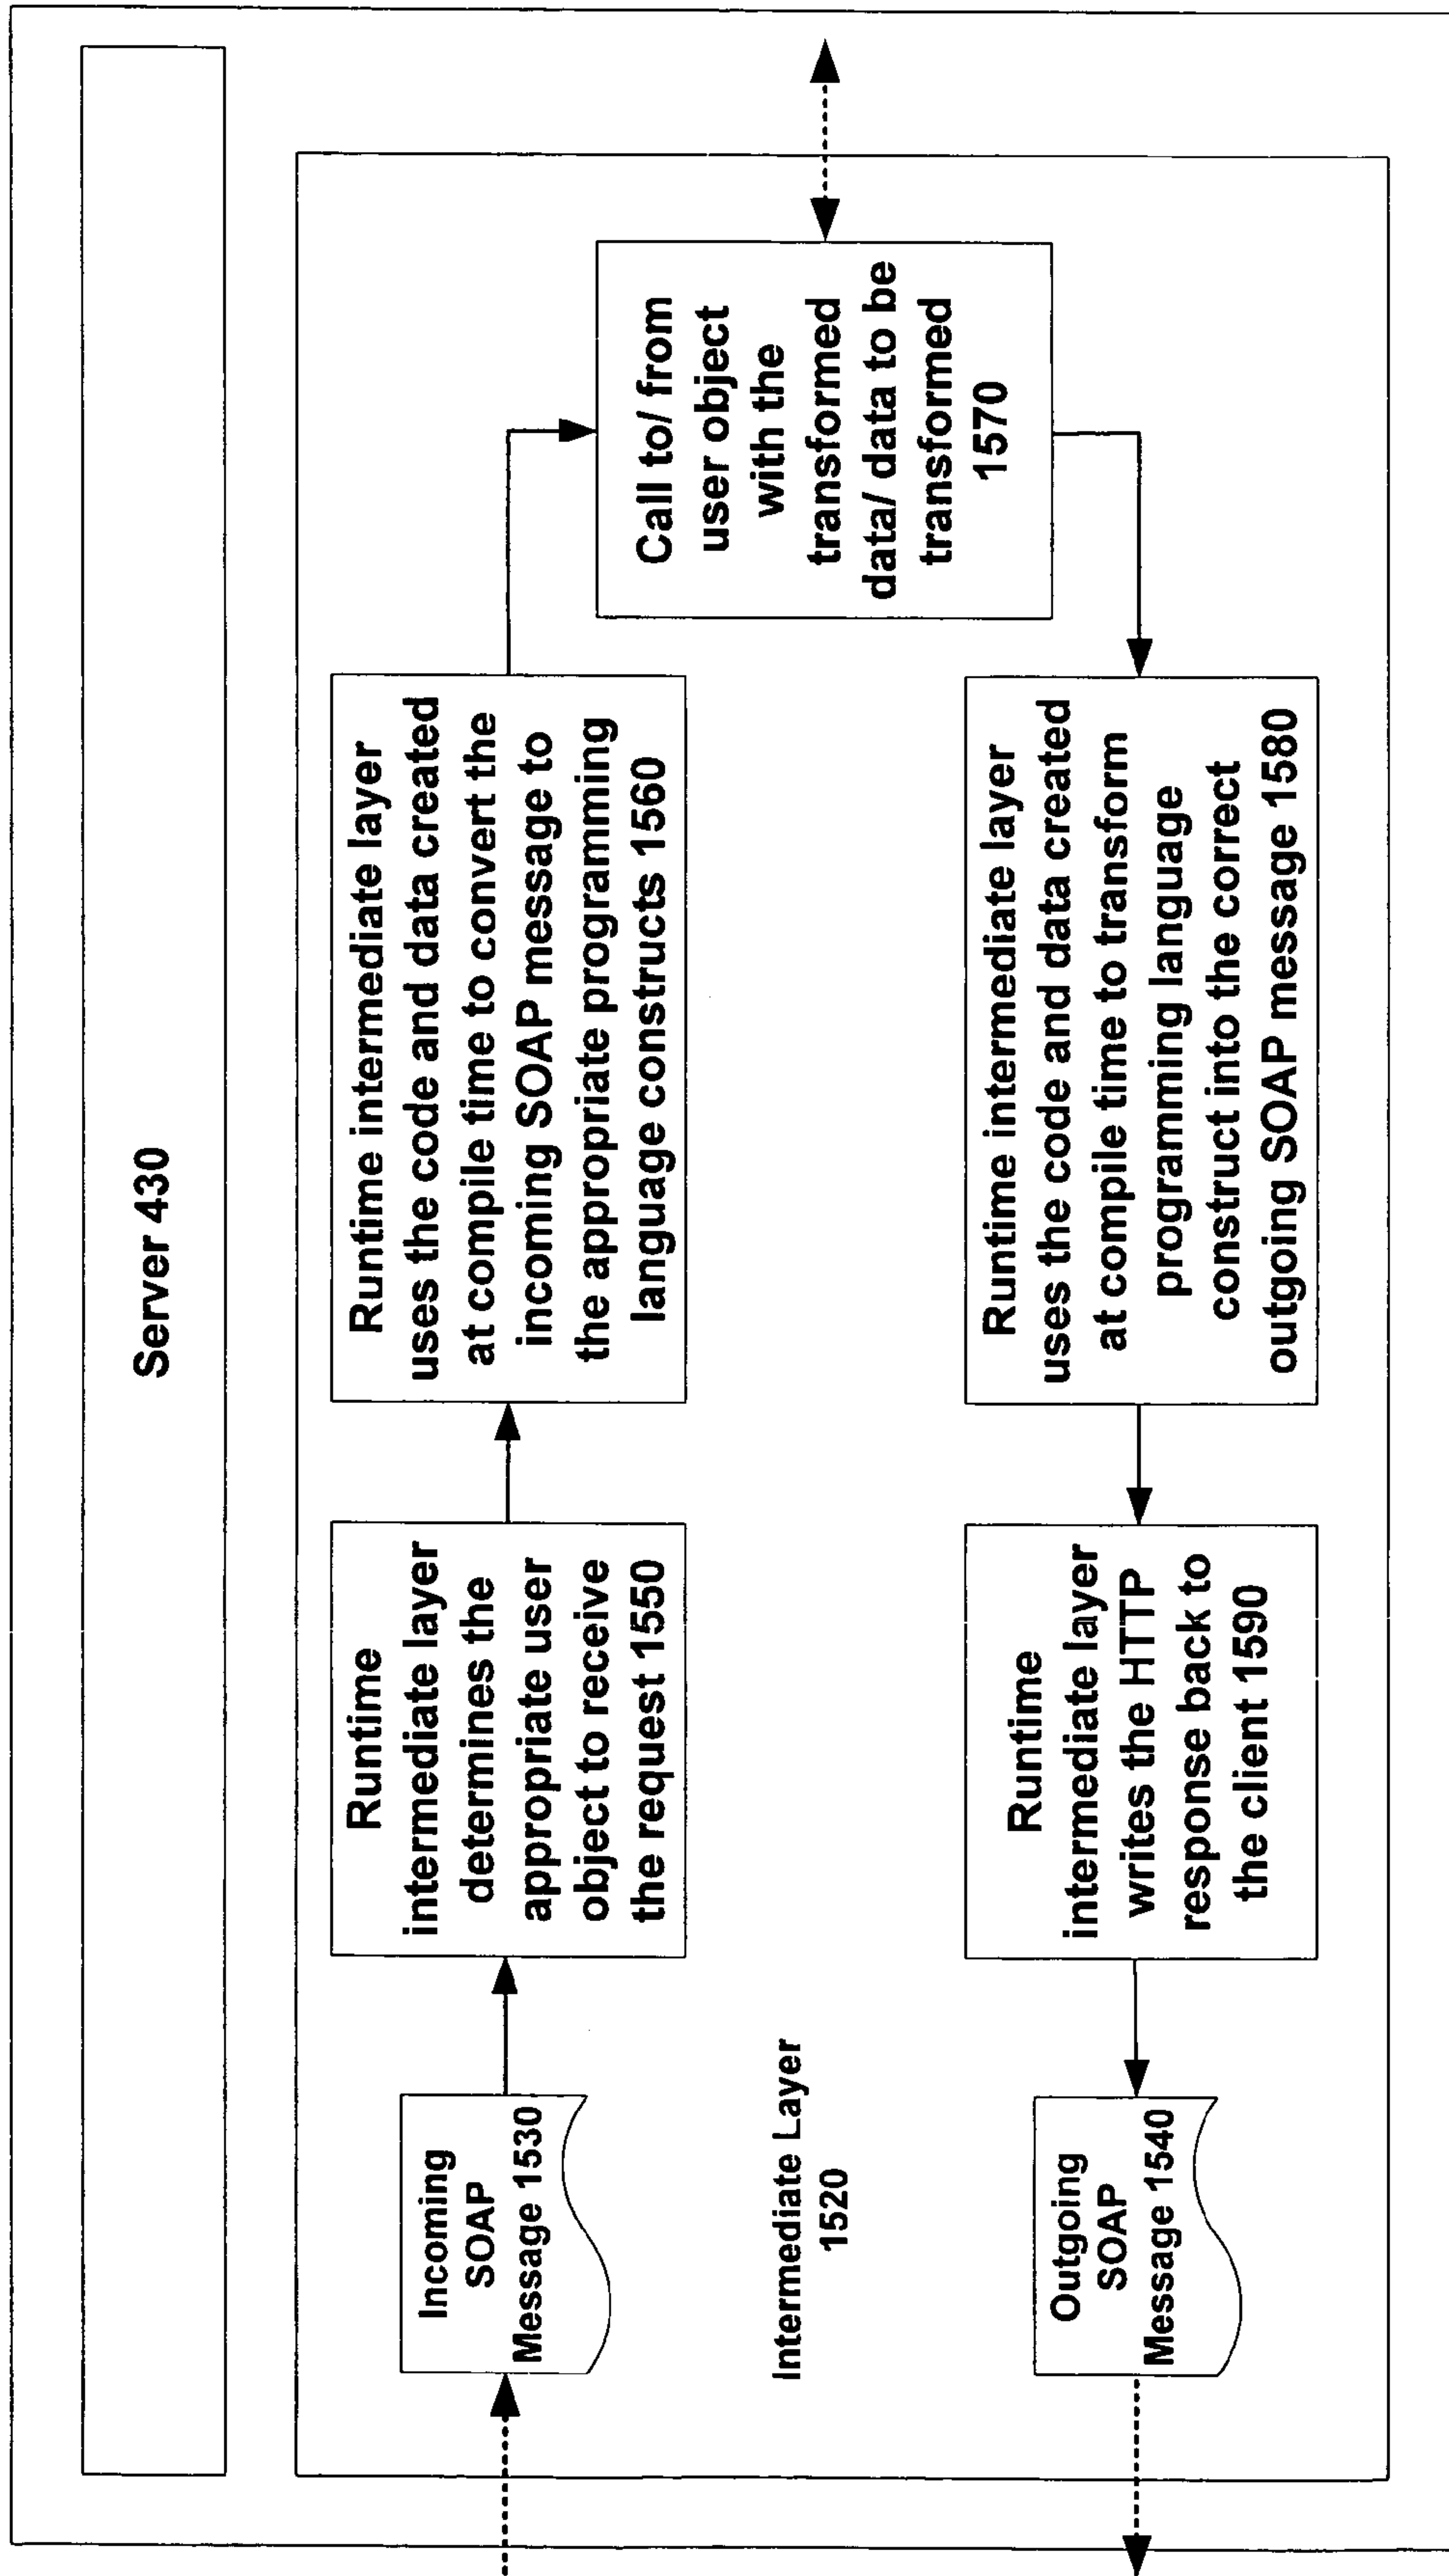 Server 430
Incoming
SOAP
Message 1530
Runtime
intermediate layer
determines the
appropriate user
object to receive
the request 1550
Runtime intermediate layer
uses the code and data created
at compile time to convert the
incoming SOAP message to
the appropriate programming
language constructs 1560
Call to/ from
user object
with the
transformed
data/ data to be
transformed
1570
Intermediate Layer
1520
Outgoing
SOAP
Message 1540
Runtime
intermediate layer
writes the HTTP
response back to
the client 1590
Runtime intermediate layer
uses the code and data created
at compile time to transform
programming language
construct into the correct
outgoing SOAP message 1580